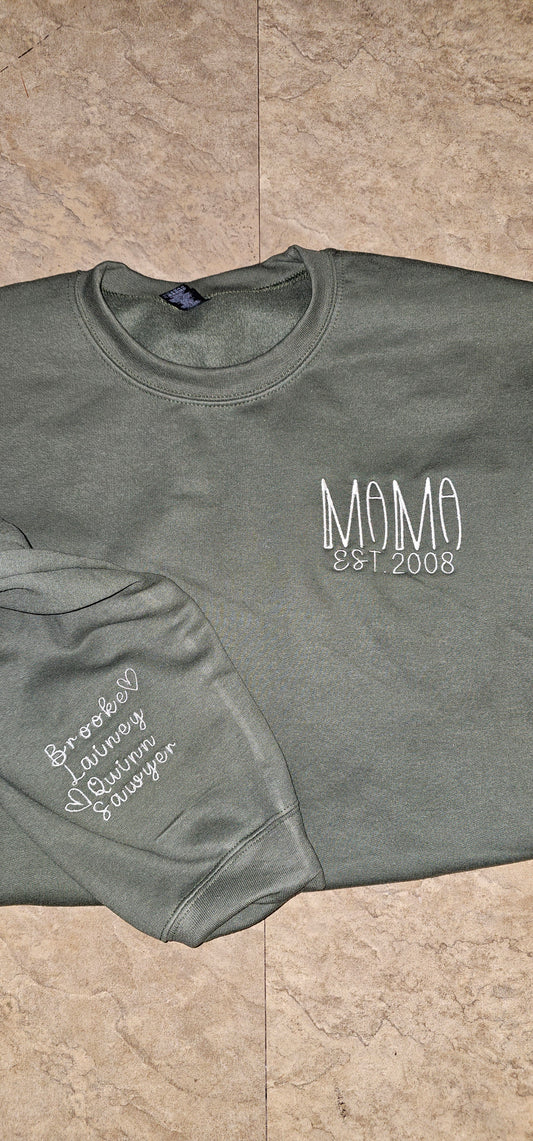 MAMA
EST. 2008
Brooke
Lainey
Quinn
Sawyer